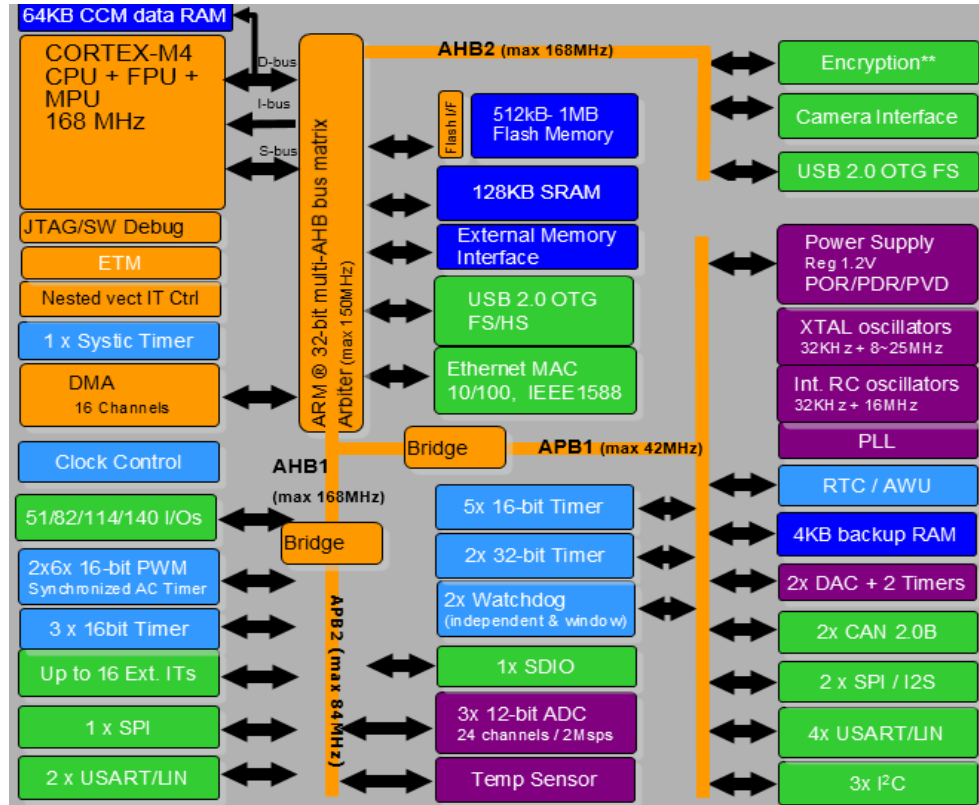 64KB CCM data RAM
CORTEX-M4
CPU + FPU +
MPU
168 MHz
D-bus
I-bus
S-bus
JTAG/SW Debug
ETM
Nested vect IT Ctrl
1 x Systic Timer
DMA
16 Channels
Clock Control
51/82/114/140 I/Os
2x6x 16-bit PWM
Synchronized AC Timer
3 x 16bit Timer
Up to 16 Ext. ITs
1 x SPI
2 x USART/LIN
ARM ® 32-bit multi-AHB bus matrix
Arbiter (max 150MHz)
AHB1
(max 168MHz)
Bridge
APB2 (max 84MHz)
AHB2 (max 168MHz)
Flash I/F
512kB- 1MB
Flash Memory
128KB SRAM
External Memory
Interface
USB 2.0 OTG
FS/HS
Ethernet MAC
10/100, IEEE1588
Bridge
APB1 (max 42MHz)
5x 16-bit Timer
2x 32-bit Timer
2x Watchdog
(independent & window)
1x SDIO
3x 12-bit ADC
24 channels / 2Msps
Temp Sensor
Encryption**
Camera Interface
USB 2.0 OTG FS
Power Supply
Reg 1.2V
POR/PDR/PVD
XTAL oscillators
32KHz + 8~25MHz
Int. RC oscillators
32KHz + 16MHz
PLL
RTC / AWU
4KB backup RAM
2x DAC + 2 Timers
2x CAN 2.0B
2 x SPI / I2S
4x USART/LIN
3x I²C